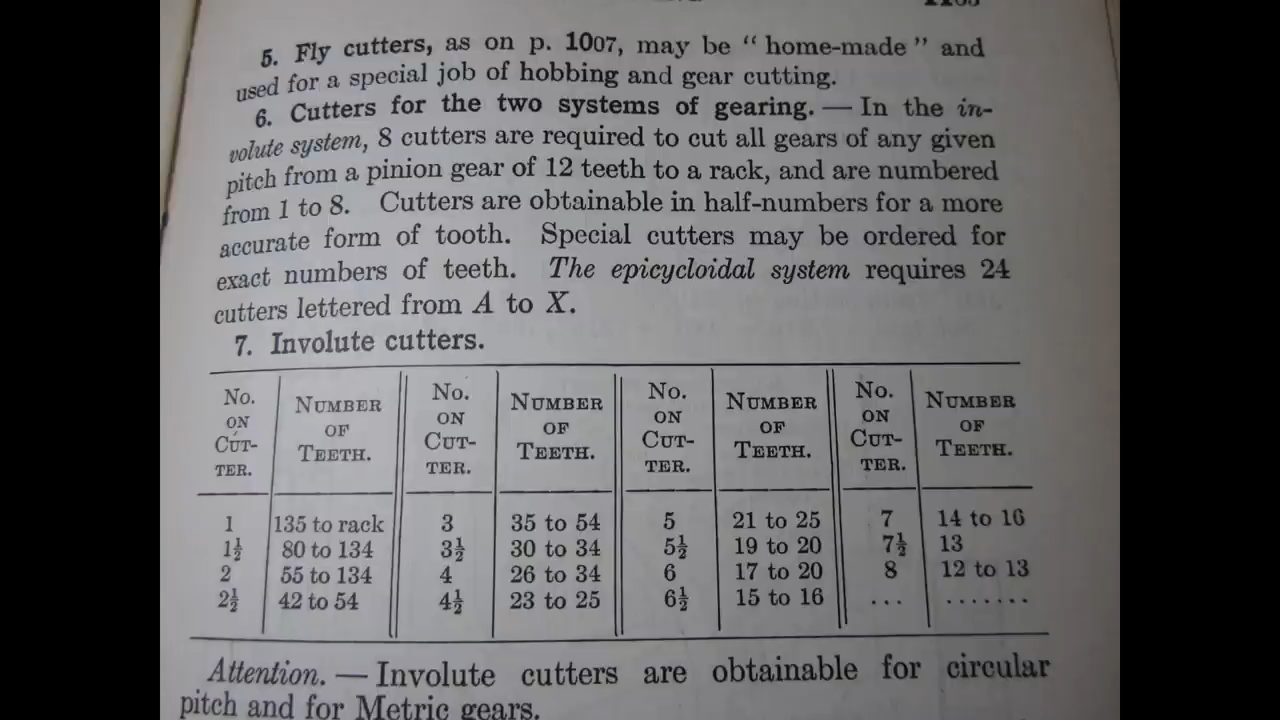 5. Fly cutters, as on p. 1007, may be “ home-made ” and
used for a special job of hobbing and gear cutting.
6. Cutters for the two systems of gearing. — In the in-
volute system, 8 cutters are required to cut all gears of any given
pitch from a pinion gear of 12 teeth to a rack, and are numbered
from 1 to 8. Cutters are obtainable in half-numbers for a more
accurate form of tooth. Special cutters may be ordered for
exact numbers of teeth. The epicycloidal system requires 24
cutters lettered from A to X.
7. Involute cutters.
No. Number No. Number No. Number No. Number
on of on of on of on of
Cut- Teeth. Cut- Teeth. Cut- Teeth. Cut- Teeth.
ter. ter. ter. ter.
1 135 to rack 3 35 to 54 5 21 to 25 7 14 to 16
1½ 80 to 134 3½ 30 to 34 5½ 19 to 20 7½ 13
2 55 to 134 4 26 to 34 6 17 to 20 8 12 to 13
2½ 42 to 54 4½ 23 to 25 6½ 15 to 16 ... .......
Attention. — Involute cutters are obtainable for circular
pitch and for Metric gears.